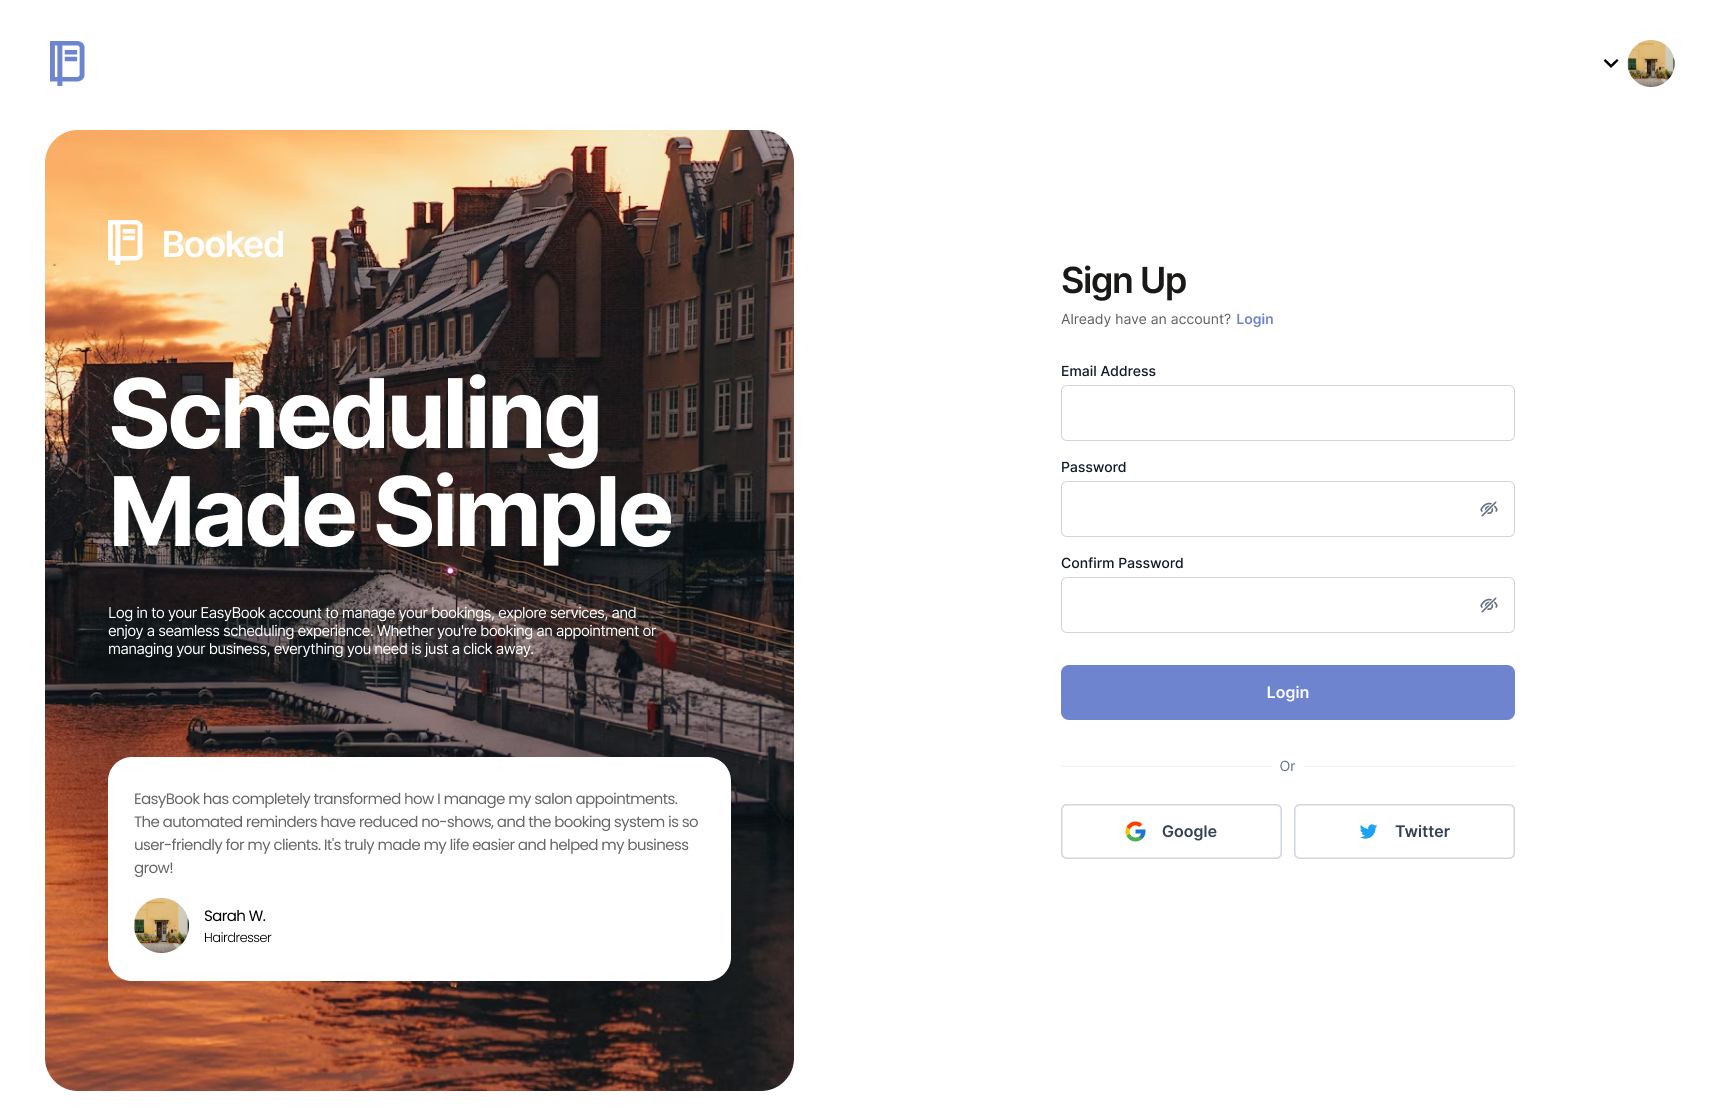 Booked
Scheduling
Made Simple
Log in to your EasyBook account to manage your bookings, explore services, and
enjoy a seamless scheduling experience. Whether you're booking an appointment or
managing your business, everything you need is just a click away.
EasyBook has completely transformed how I manage my salon appointments.
The automated reminders have reduced no-shows, and the booking system is so
user-friendly for my clients. It's truly made my life easier and helped my business
grow!
Sarah W.
Hairdresser
Sign Up
Already have an account? Login
Email Address
Password
Confirm Password
Login
Or
Google
Twitter